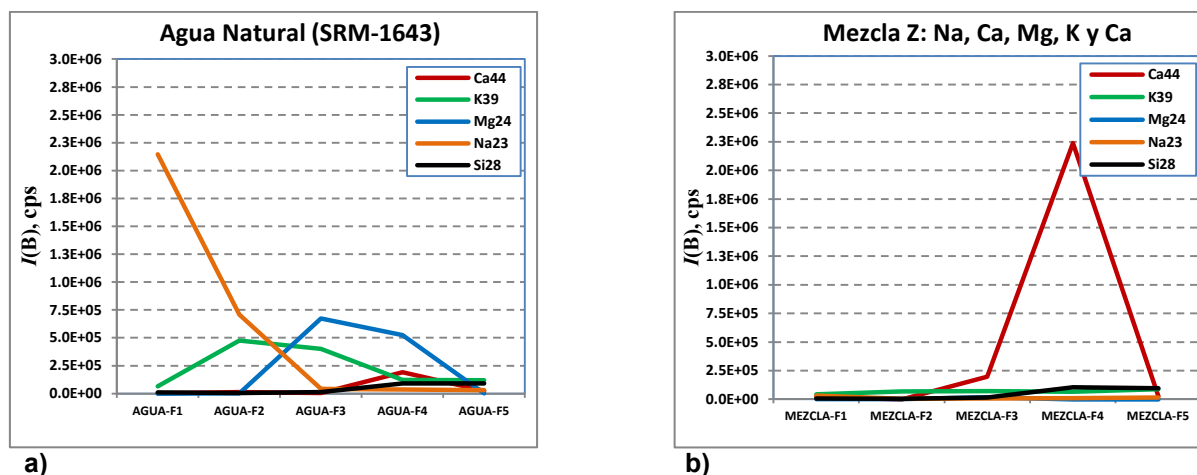 Agua Natural (SRM-1643)
I(B), cps
3.0E+06
2.8E+06
2.5E+06
2.3E+06
2.0E+06
1.8E+06
1.5E+06
1.3E+06
1.0E+06
7.5E+05
5.0E+05
2.5E+05
0.0E+00
Ca44
K39
Mg24
Na23
Si28
AGUA-F1 AGUA-F2 AGUA-F3 AGUA-F4 AGUA-F5
a)
Mezcla Z: Na, Ca, Mg, K y Ca
I(B), cps
3.0E+06
2.8E+06
2.5E+06
2.3E+06
2.0E+06
1.8E+06
1.5E+06
1.3E+06
1.0E+06
7.5E+05
5.0E+05
2.5E+05
0.0E+00
Ca44
K39
Mg24
Na23
Si28
MEZCLA-F1 MEZCLA-F2 MEZCLA-F3 MEZCLA-F4 MEZCLA-F5
b)